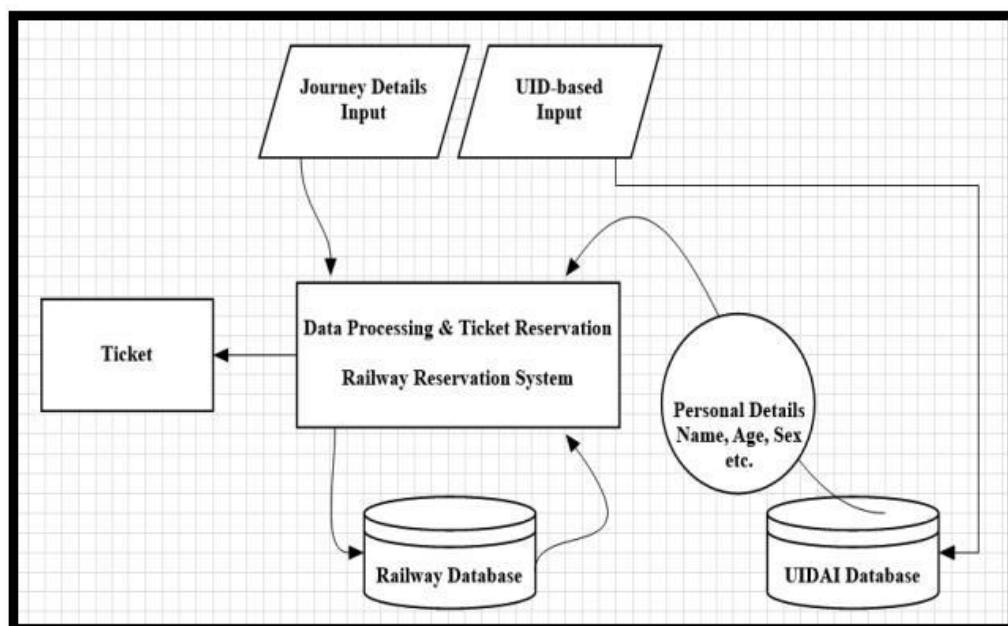 Journey Details
Input
UID-based
Input
Data Processing & Ticket Reservation
Railway Reservation System
Ticket
Personal Details
Name, Age, Sex
etc.
Railway Database
UIDAI Database